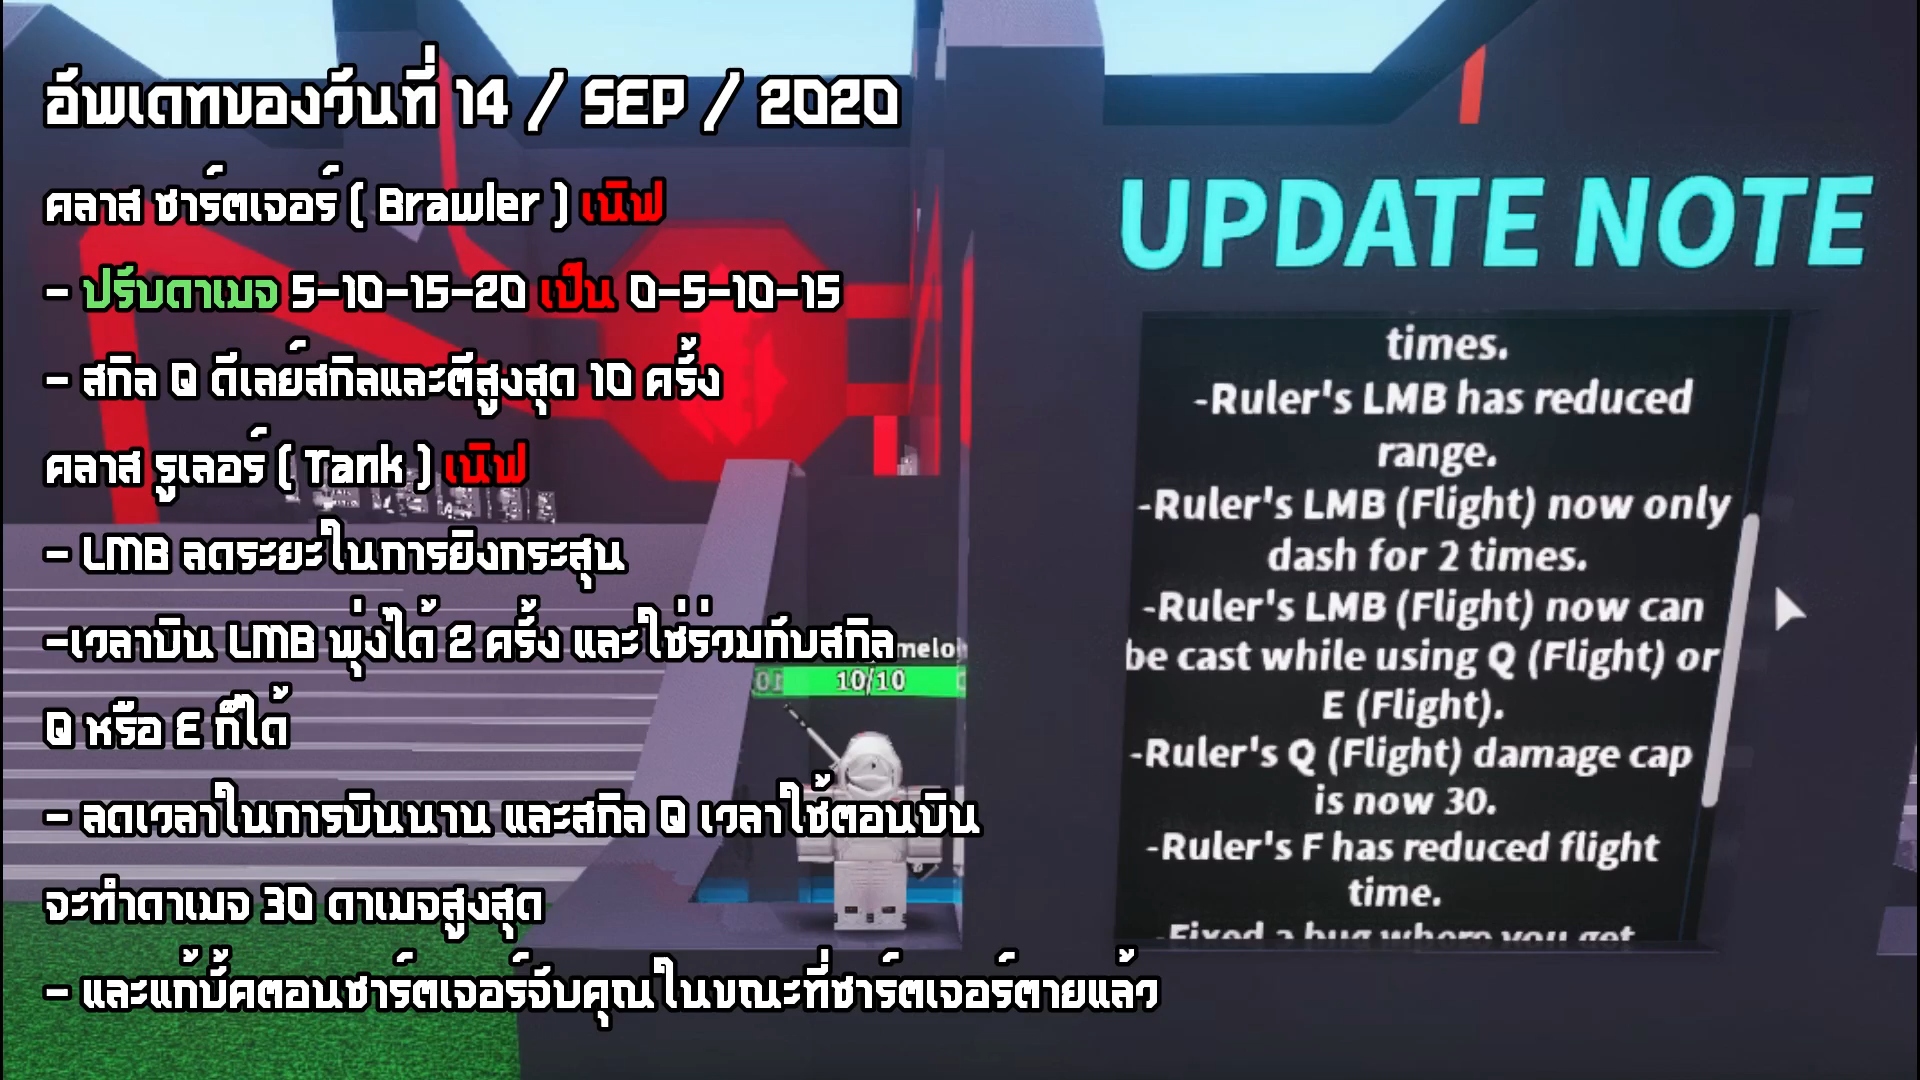 อัพเดทของวันที่ 14 / SEP / 2020
คลาส ชาร์ตเจอร์ ( Brawler ) เนิฟ
- ปรับดาเมจ 5-10-15-20 เป็น 0-5-10-15
- สกิล Q ดีเลย์สกิลและตีสูงสุด 10 ครั้ง
คลาส รูเลอร์ ( Tank ) เนิฟ
- LMB ลดระยะในการยิงกระสุน
-เวลาบิน LMB พุ่งได้ 2 ครั้ง และใช่ร่วมกับสกิล
Q หรือ E ก็ได้
- ลดเวลาในการบินนาน และสกิล Q เวลาใช้ตอนบิน
จะทำดาเมจ 30 ดาเมจสูงสุด
- และแก้บั้คตอนชาร์ตเจอร์จับคุณในขณะที่ชาร์ตเจอร์ตายแล้ว
10/10
UPDATE NOTE
times.
-Ruler's LMB has reduced
range.
-Ruler's LMB (Flight) now only
dash for 2 times.
-Ruler's LMB (Flight) now can
be cast while using Q (Flight) or
E (Flight).
-Ruler's Q (Flight) damage cap
is now 30.
-Ruler's F has reduced flight
time.
-Fixed a bug where you get